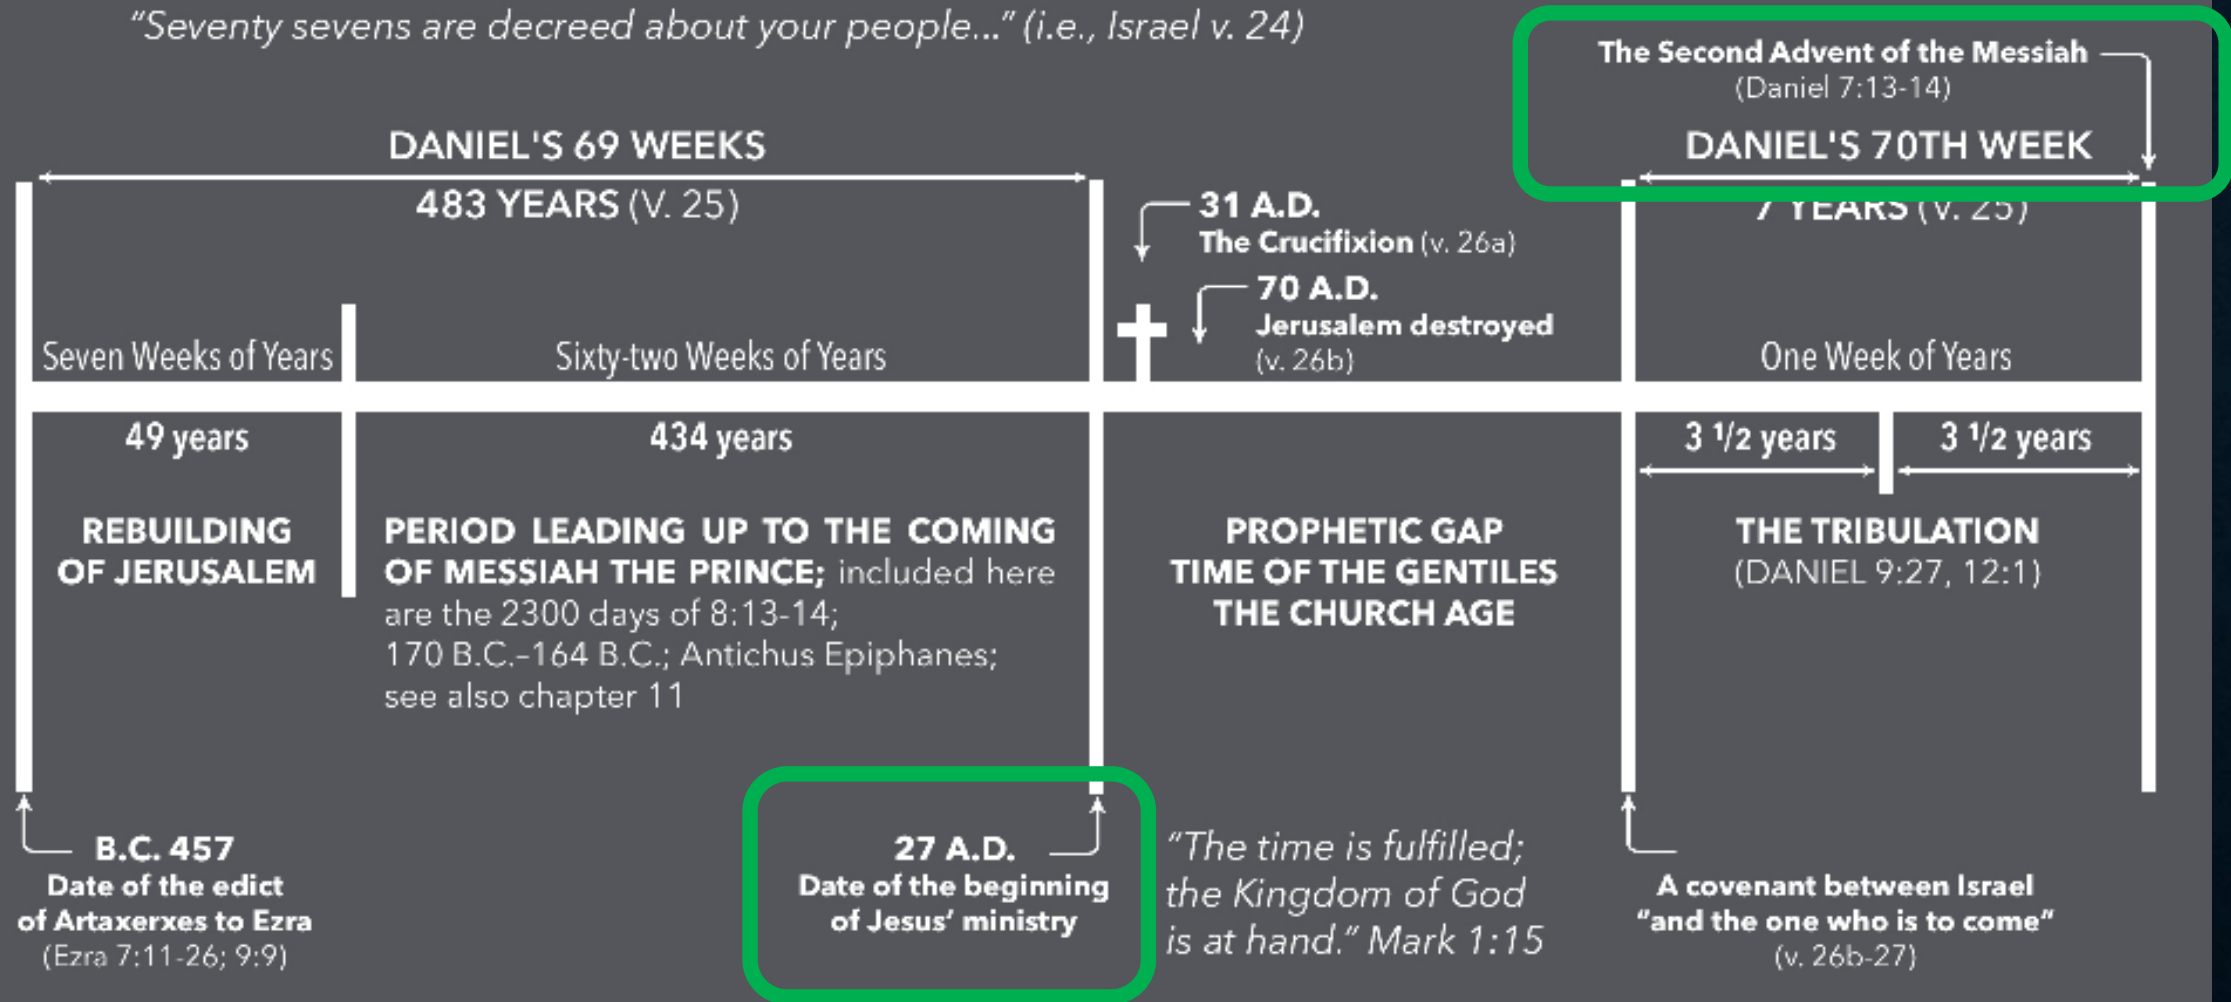 "Seventy sevens are decreed about your people..." (i.e., Israel v. 24)
The Second Advent of the Messiah
(Daniel 7:13-14)
DANIEL'S 69 WEEKS
483 YEARS (V. 25)
DANIEL'S 70TH WEEK
7 YEARS (V. 25)
31 A.D.
The Crucifixion (v. 26a)
70 A.D.
Jerusalem destroyed
(v. 26b)
Seven Weeks of Years
Sixty-two Weeks of Years
One Week of Years
49 years
434 years
3 1/2 years
3 1/2 years
REBUILDING
OF JERUSALEM
PERIOD LEADING UP TO THE COMING
OF MESSIAH THE PRINCE; included here
are the 2300 days of 8:13-14;
170 B.C.–164 B.C.; Antichus Epiphanes;
see also chapter 11
PROPHETIC GAP
TIME OF THE GENTILES
THE CHURCH AGE
THE TRIBULATION
(DANIEL 9:27, 12:1)
B.C. 457
Date of the edict
of Artaxerxes to Ezra
(Ezra 7:11-26; 9:9)
27 A.D.
Date of the beginning
of Jesus' ministry
"The time is fulfilled;
the Kingdom of God
is at hand." Mark 1:15
A covenant between Israel
"and the one who is to come"
(v. 26b-27)